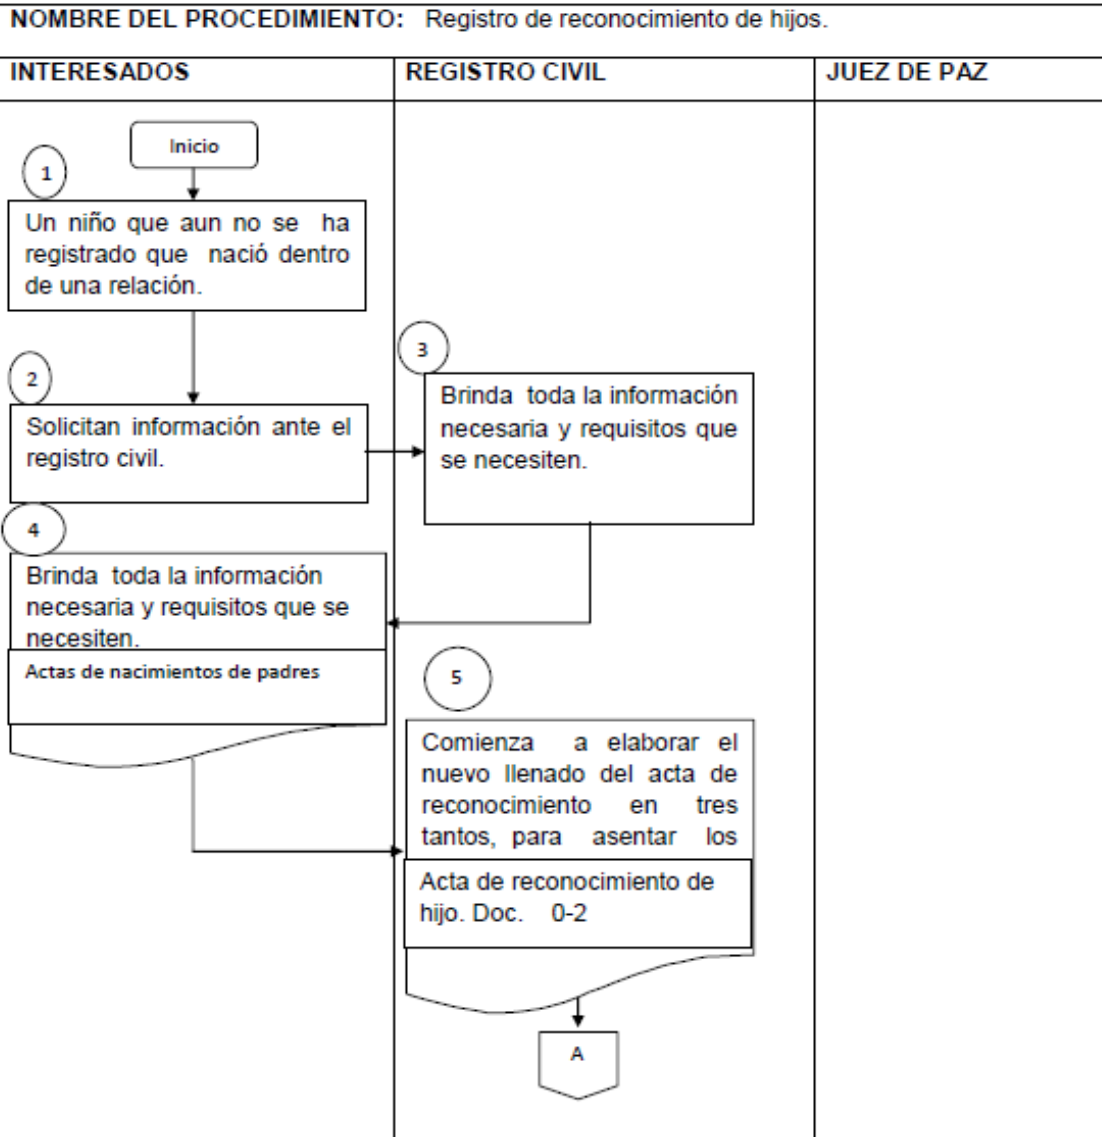 NOMBRE DEL PROCEDIMIENTO: Registro de reconocimiento de hijos.
INTERESADOS
REGISTRO CIVIL
JUEZ DE PAZ
Inicio
1
Un niño que aun no se ha
registrado que nació dentro
de una relación.
2
Solicitan información ante el
registro civil.
3
Brinda toda la información
necesaria y requisitos que
se necesiten.
4
Brinda toda la información
necesaria y requisitos que se
necesiten.
Actas de nacimientos de padres
5
Comienza a elaborar el
nuevo llenado del acta de
reconocimiento en tres
tantos, para asentar los
Acta de reconocimiento de
hijo. Doc. 0-2
A